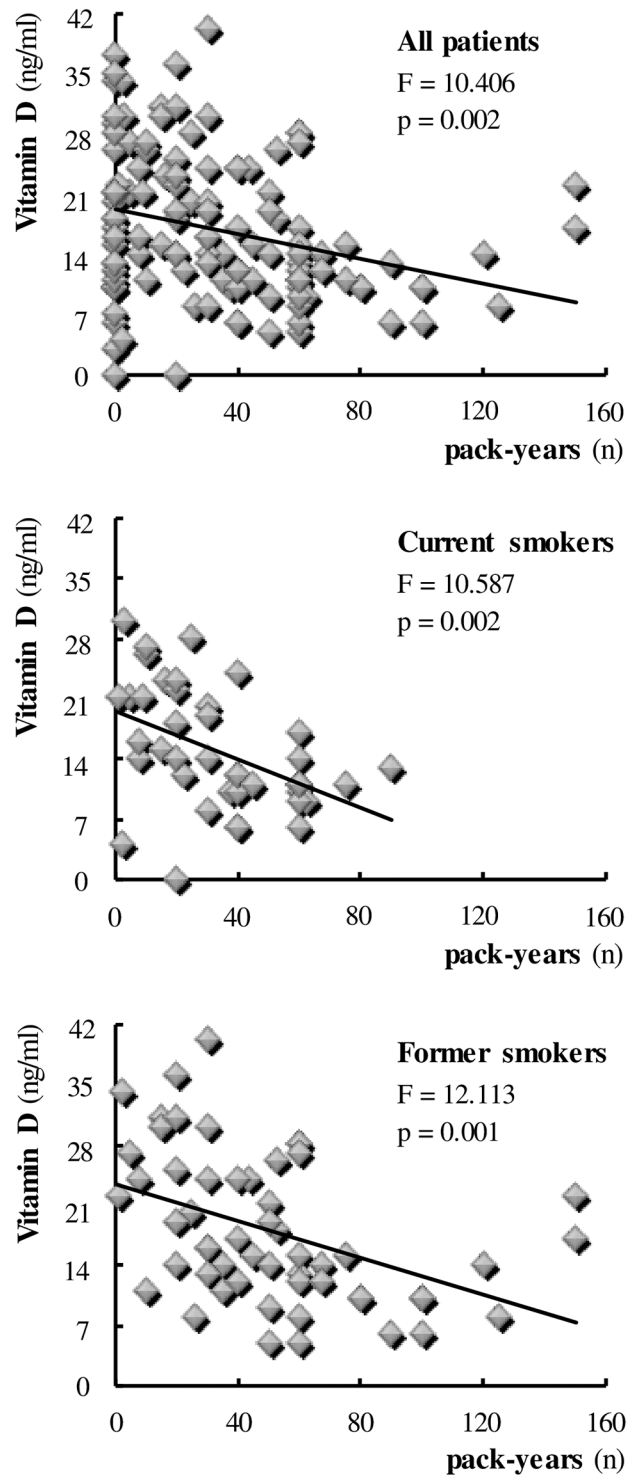 Vitamin D (ng/ml)
42
35
28
21
14
7
0
All patients
F = 10.406
p = 0.002
0 40 80 120 160
pack-years (n)
Vitamin D (ng/ml)
42
35
28
21
14
7
0
Current smokers
F = 10.587
p = 0.002
0 40 80 120 160
pack-years (n)
Vitamin D (ng/ml)
42
35
28
21
14
7
0
Former smokers
F = 12.113
p = 0.001
0 40 80 120 160
pack-years (n)